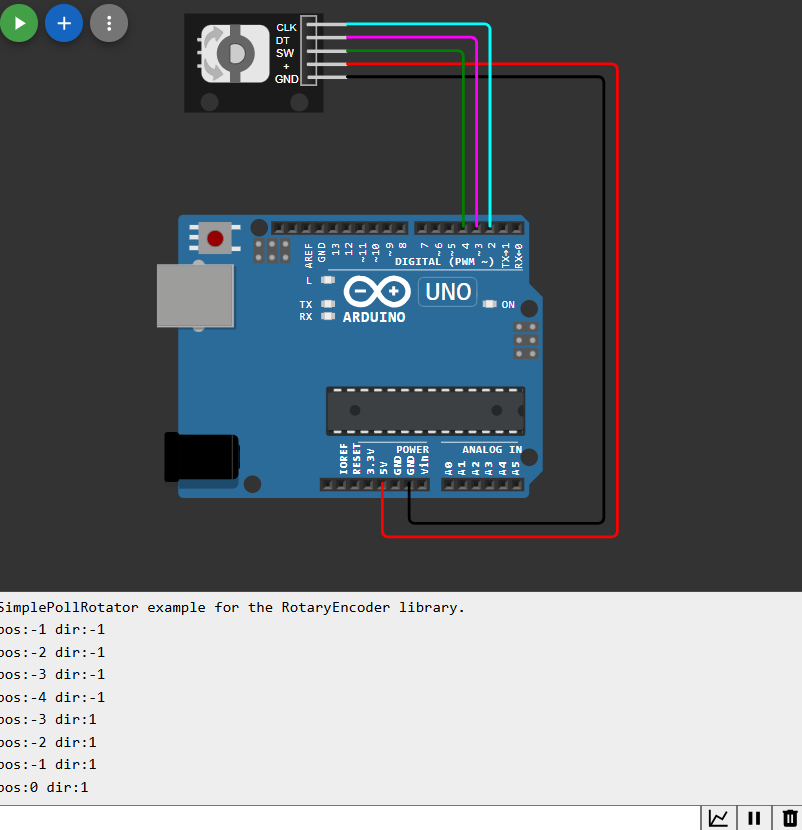 CLK
DT
SW
+
GND
AREF
GND
13
12
~11
~10
~9
8
7
~6
~5
4
~3
2
TX→1
RX←0
DIGITAL (PWM ~)
L
UNO
TX
ON
RX
ARDUINO
POWER
ANALOG IN
IOREF
RESET
3.3V
5V
GND
GND
Vin
A0
A1
A2
A3
A4
A5
SimplePollRotator example for the RotaryEncoder library.
pos:-1 dir:-1
pos:-2 dir:-1
pos:-3 dir:-1
pos:-4 dir:-1
pos:-3 dir:1
pos:-2 dir:1
pos:-1 dir:1
pos:0 dir:1